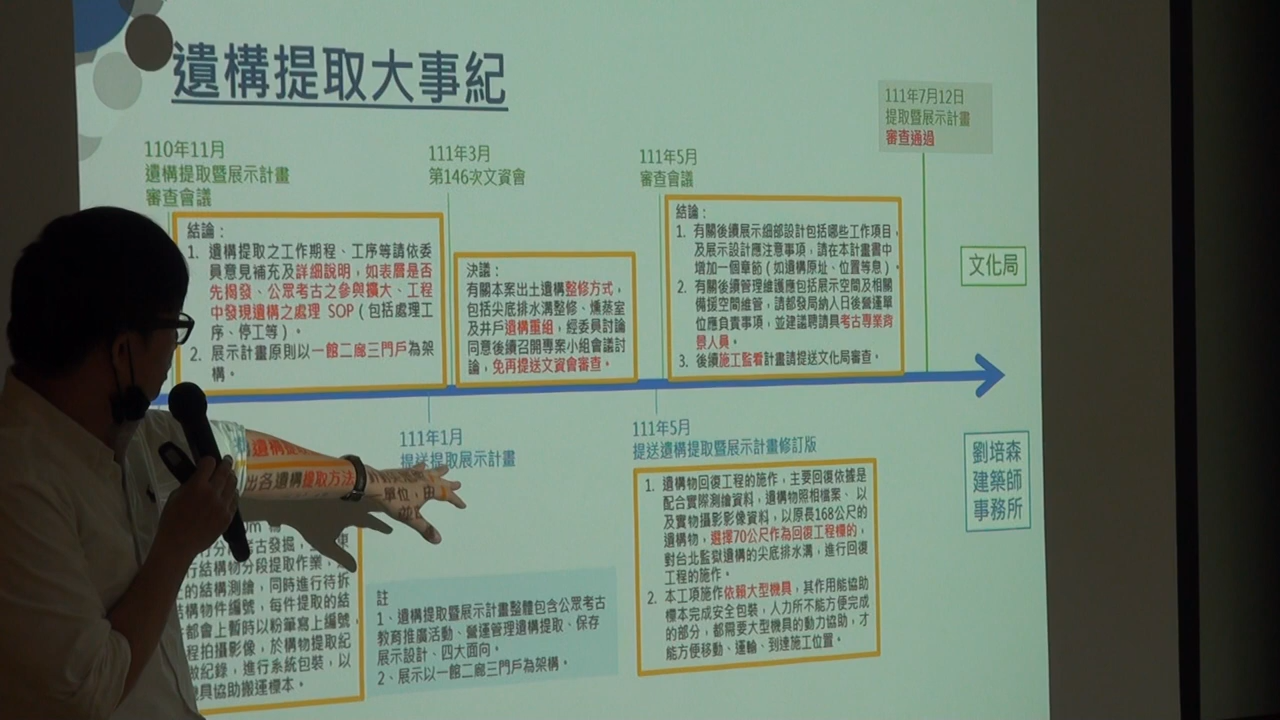 遺構提取大事紀
110年11月
遺構提取暨展示計畫
審查會議
結論：
1. 遺構提取之工作期程、工序等請依委
員意見補充及詳細說明，如表層是否
先揭發、公眾考古之參與擴大、工程
中發現遺構之處理 SOP（包括處理工
序、停工等）。
2. 展示計畫原則以一館二廊三門戶為架
構。
111年3月
第146次文資會
決議：
有關本案出土遺構整修方式，
包括尖底排水溝整修、燻蒸室
及井戶遺構重組，經委員討論
同意後續召開專案小組會議討
論，免再提送文資會審查。
111年5月
審查會議
結論：
1. 有關後續展示細部設計包括哪些工作項目，
及展示設計應注意事項，請在本計畫書中
增加一個章節（如遺構原址、位置等息）。
2. 有關後續管理維護應包括展示空間及相關
備援空間維管，請都發局納入日後營運單
位應負責事項，並建議聘請具考古專業背
景人員。
3. 後續施工監看計畫請提送文化局審查。
111年7月12日
提取暨展示計畫
審查通過
文化局
111年1月
提送提取展示計畫
出各遺構提取方法
單位，由
行分段考古發掘，
行結構物分段提取作業，
的結構測繪，同時進行待拆
結構物件編號，每件提取的結
都會上暫時以粉筆寫上編號，
程拍攝影像，於構物提取紀
做紀錄，進行系統包裝，以
具協助搬運標本。
註
1、遺構提取暨展示計畫整體包含公眾考古
教育推廣活動、營運管理遺構提取、保存
展示設計、四大面向。
2、展示以一館二廊三門戶為架構。
111年5月
提送遺構提取暨展示計畫修訂版
1. 遺構物回復工程的施作，主要回復依據是
配合實際測繪資料，遺構物照相檔案、以
及實物攝影影像資料，以原長168公尺的
遺構物，選擇70公尺作為回復工程標的，
對台北監獄遺構的尖底排水溝，進行回復
工程的施作。
2. 本工項施作依賴大型機具，其作用能協助
標本完成安全包裝，人力所不能方便完成
的部分，都需要大型機具的動力協助，才
能方便移動、運輸、到達施工位置。
劉培森
建築師
事務所